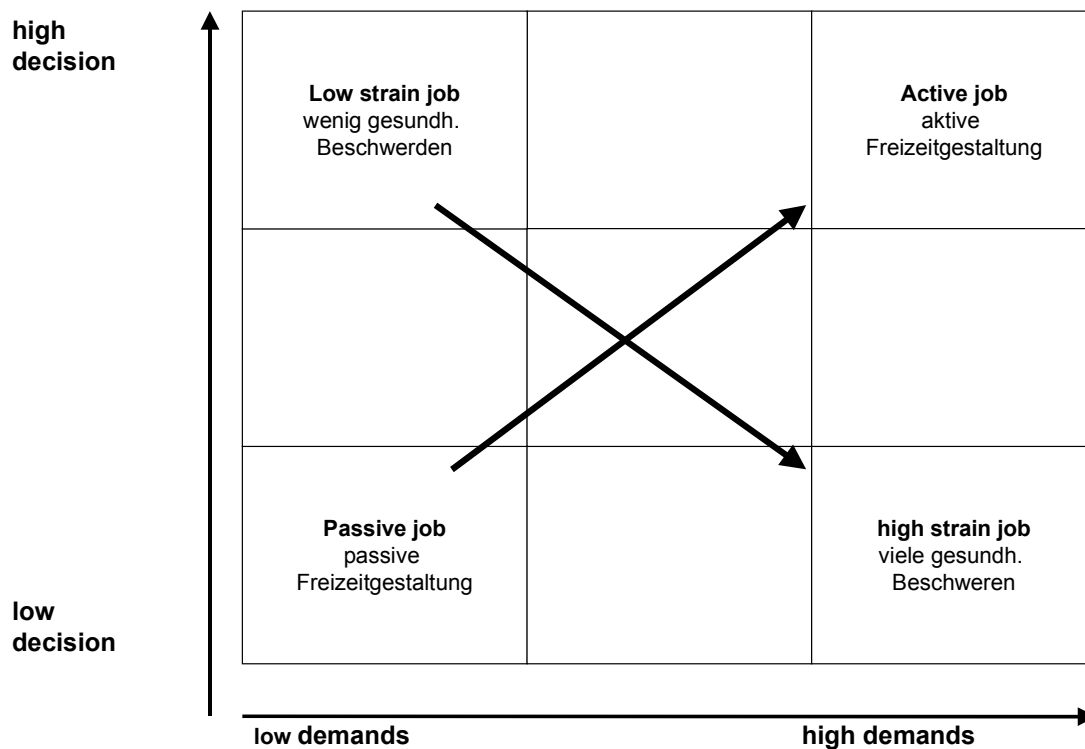 high
decision
Low strain job
wenig gesundh.
Beschwerden
Active job
aktive
Freizeitgestaltung
Passive job
passive
Freizeitgestaltung
high strain job
viele gesundh.
Beschweren
low
decision
low demands
high demands